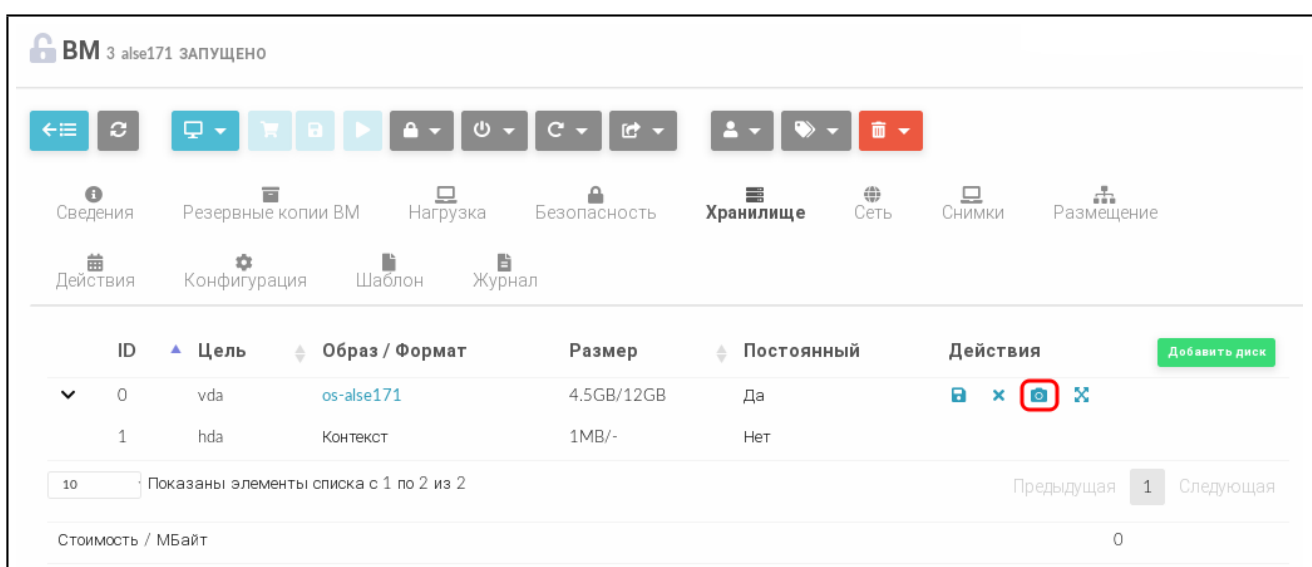 ВМ 3 alse171 ЗАПУЩЕНО
Сведения Резервные копии ВМ Нагрузка Безопасность Хранилище Сеть Снимки Размещение
Действия Конфигурация Шаблон Журнал
ID Цель Образ / Формат Размер Постоянный Действия Добавить диск
0 vda os-alse171 4.5GB/12GB Да
1 hda Контекст 1MB/- Нет
10 Показаны элементы списка с 1 по 2 из 2 Предыдущая 1 Следующая
Стоимость / МБайт 0